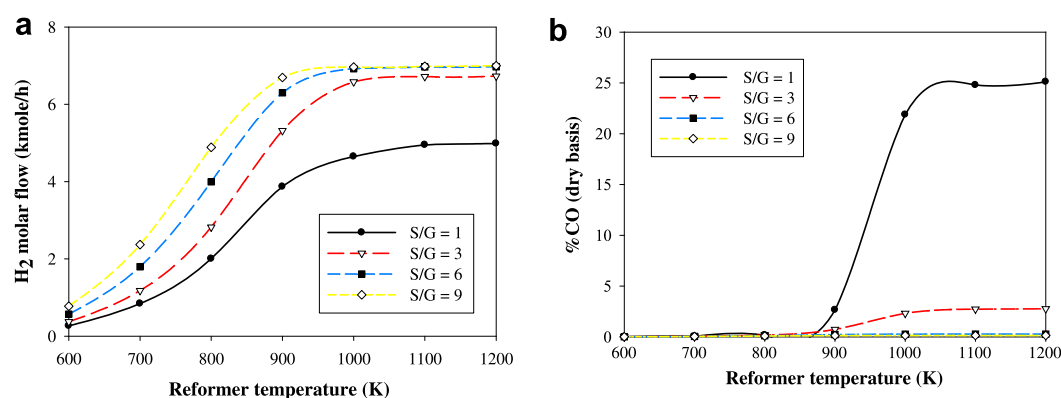 a
H2 molar flow (kmole/h)
8
6
4
2
0
600 700 800 900 1000 1100 1200
Reformer temperature (K)
S/G = 1
S/G = 3
S/G = 6
S/G = 9
b
%CO (dry basis)
30
25
20
15
10
5
0
600 700 800 900 1000 1100 1200
Reformer temperature (K)
S/G = 1
S/G = 3
S/G = 6
S/G = 9